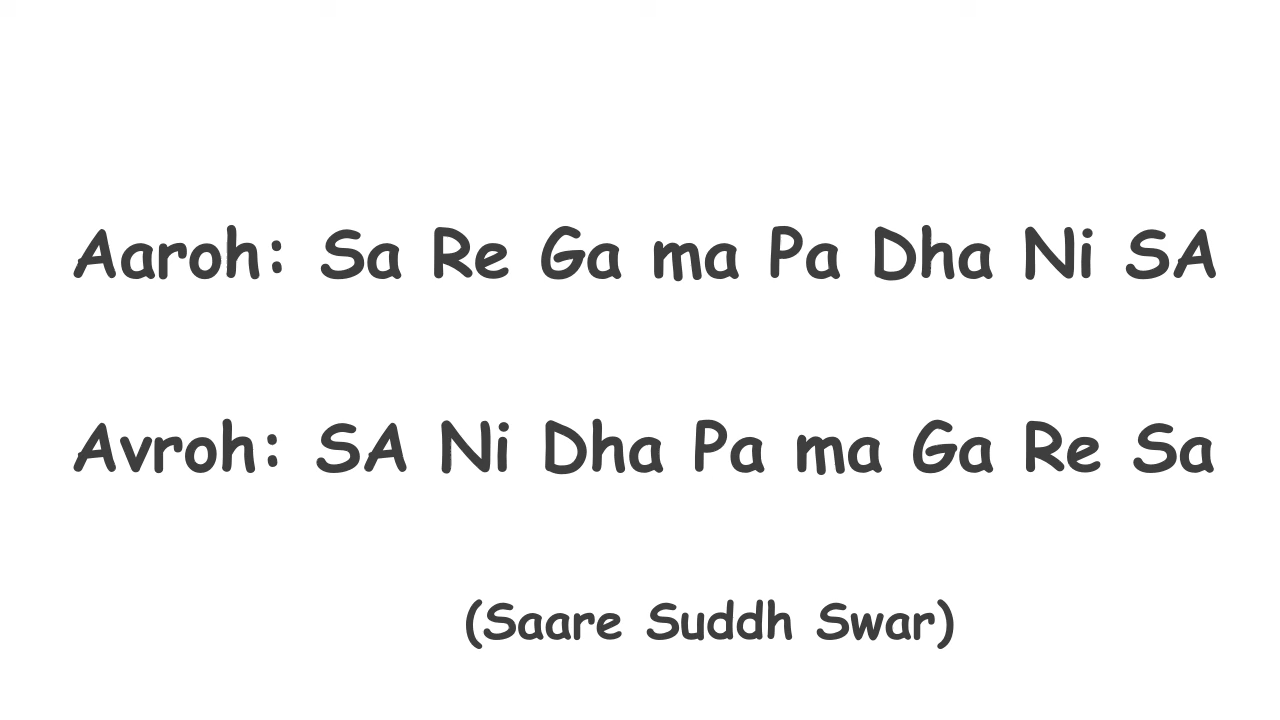 Aaroh: Sa Re Ga ma Pa Dha Ni SA
Avroh: SA Ni Dha Pa ma Ga Re Sa
(Saare Suddh Swar)